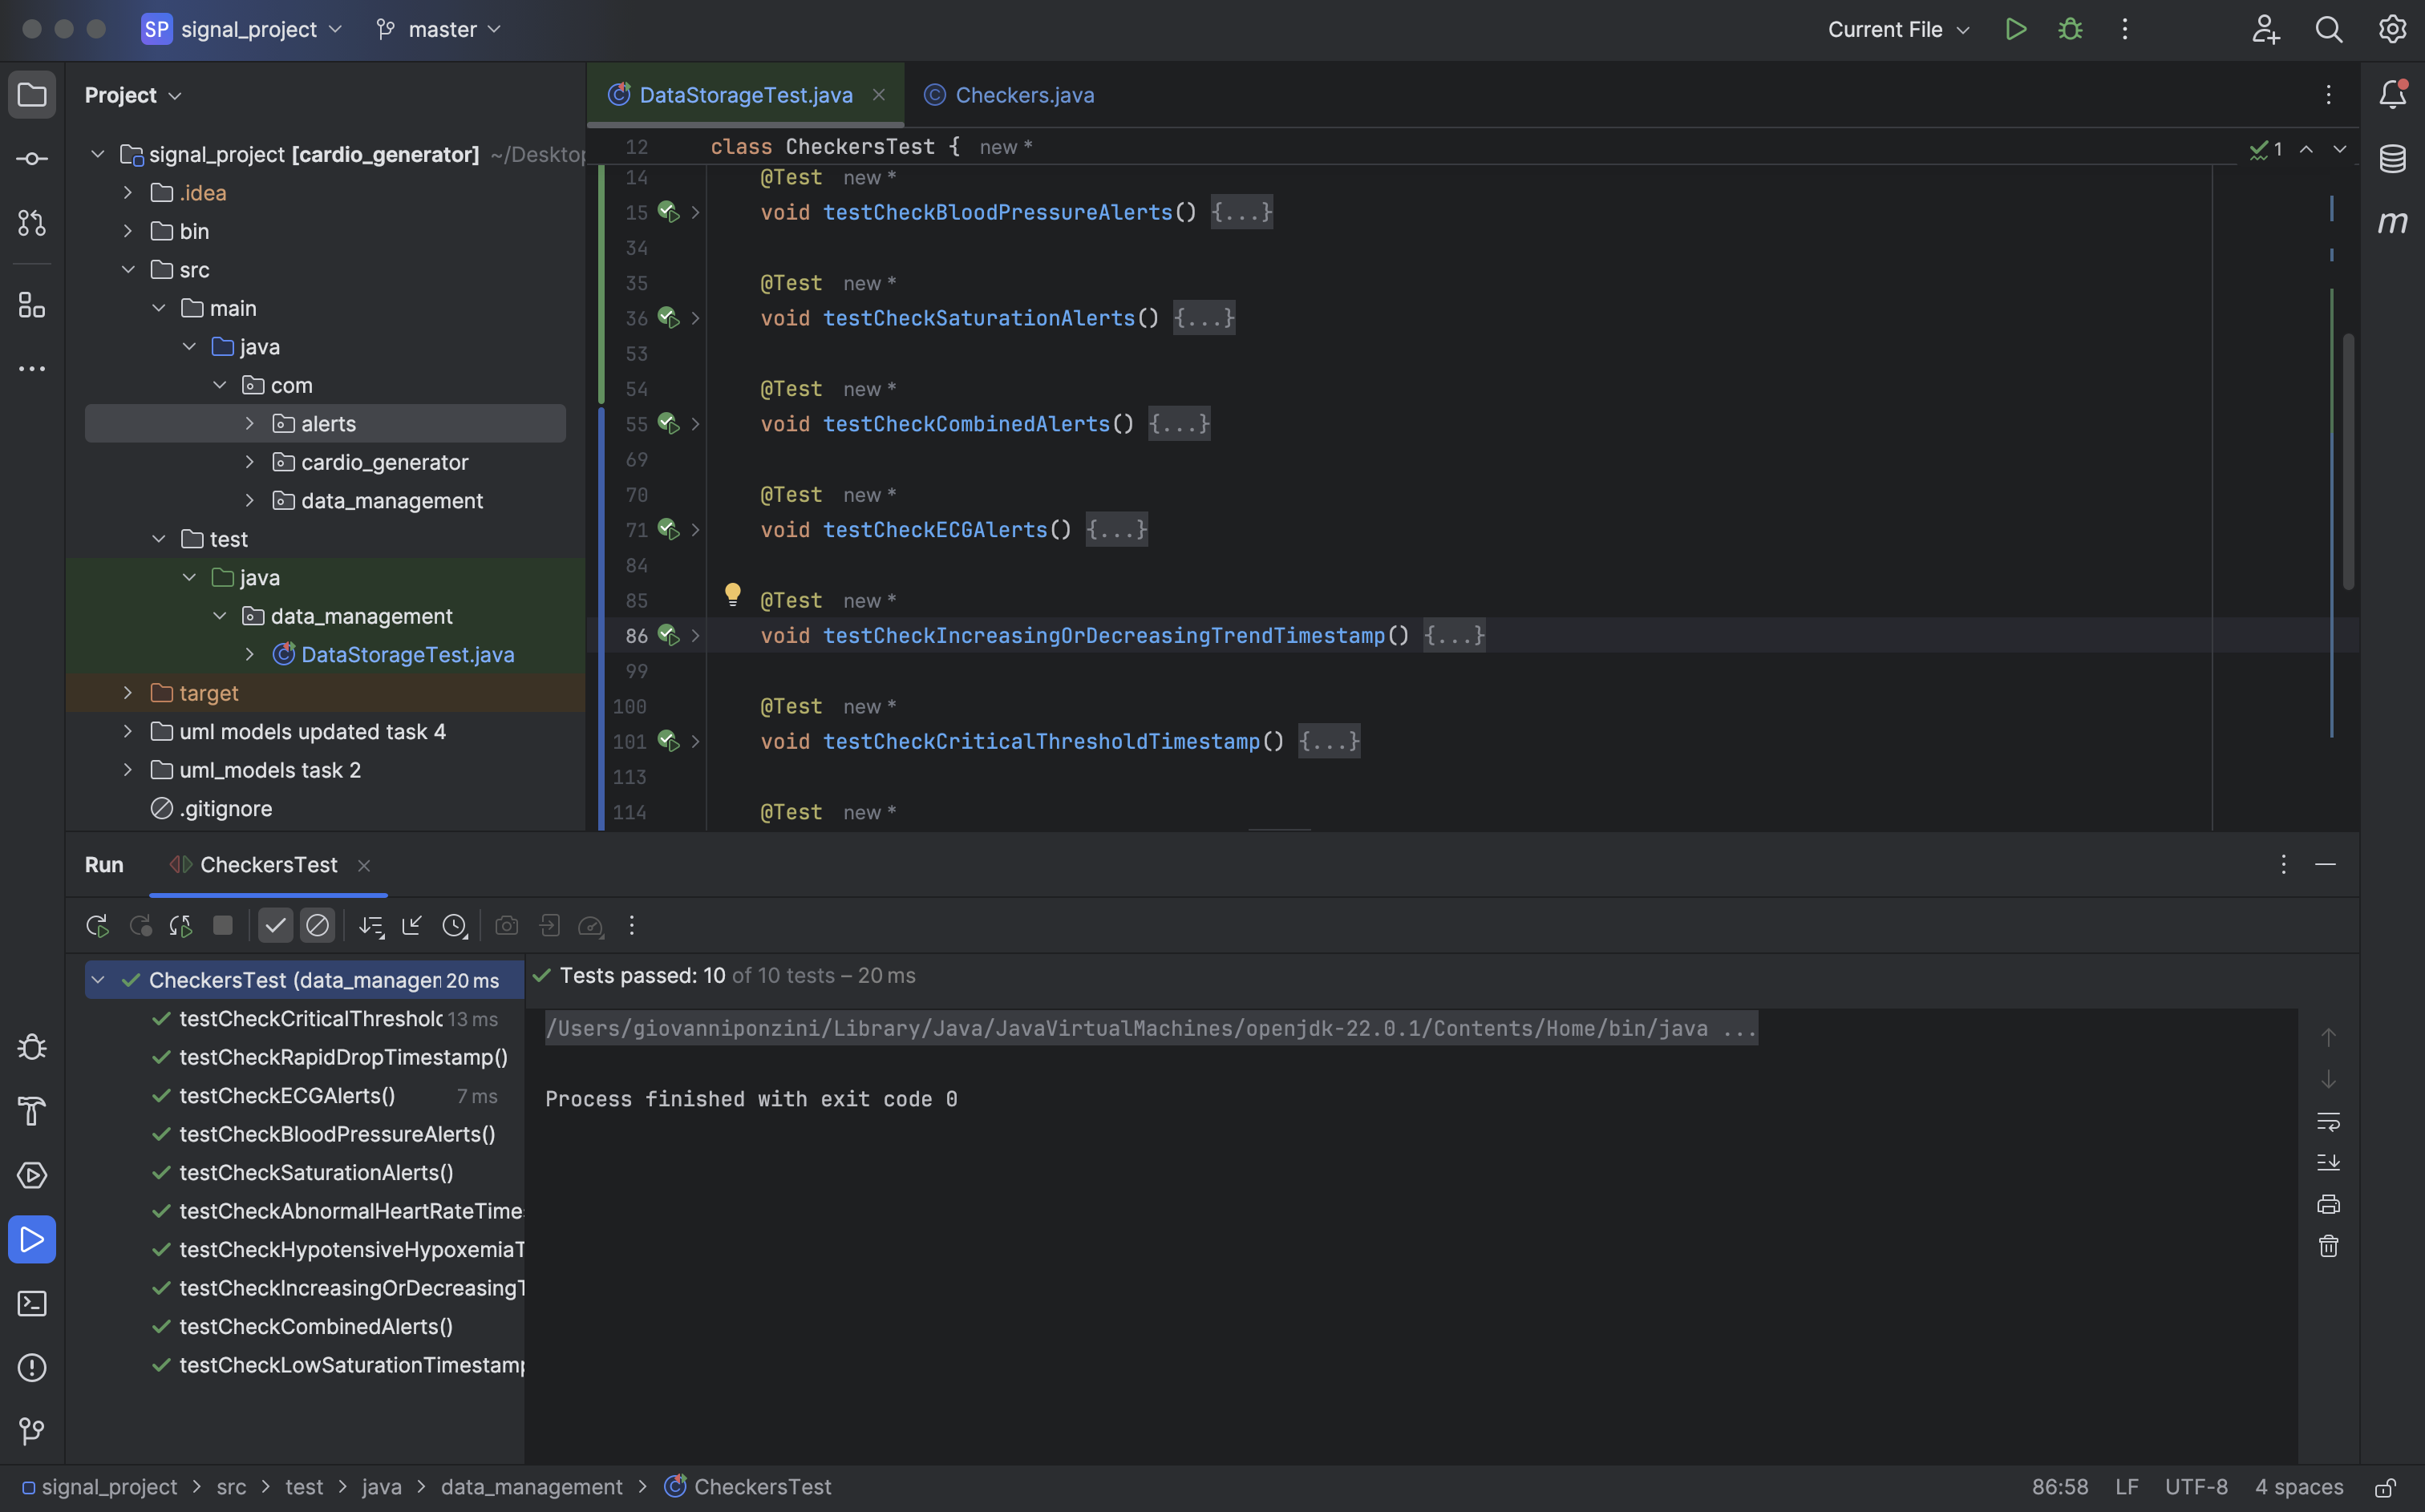 SP signal_project master Current File
Project
DataStorageTest.java
Checkers.java
signal_project [cardio_generator] ~/Desktop
.idea
bin
src
main
java
com
alerts
cardio_generator
data_management
test
java
data_management
DataStorageTest.java
target
uml models updated task 4
uml_models task 2
.gitignore
12 class CheckersTest { new *
1
14 @Test new *
15 void testCheckBloodPressureAlerts() {...}
34
35 @Test new *
36 void testCheckSaturationAlerts() {...}
53
54 @Test new *
55 void testCheckCombinedAlerts() {...}
69
70 @Test new *
71 void testCheckECGAlerts() {...}
84
85 @Test new *
86 void testCheckIncreasingOrDecreasingTrendTimestamp() {...}
99
100 @Test new *
101 void testCheckCriticalThresholdTimestamp() {...}
113
114 @Test new *
m
Run CheckersTest
CheckersTest (data_managen 20 ms
testCheckCriticalThreshold 13 ms
testCheckRapidDropTimestamp()
testCheckECGAlerts() 7 ms
testCheckBloodPressureAlerts()
testCheckSaturationAlerts()
testCheckAbnormalHeartRateTimes
testCheckHypotensiveHypoxemiaT
testCheckIncreasingOrDecreasingT
testCheckCombinedAlerts()
testCheckLowSaturationTimestamp
Tests passed: 10 of 10 tests – 20 ms
/Users/giovanniponzini/Library/Java/JavaVirtualMachines/openjdk-22.0.1/Contents/Home/bin/java ...
Process finished with exit code 0
signal_project > src > test > java > data_management > CheckersTest
86:58 LF UTF-8 4 spaces